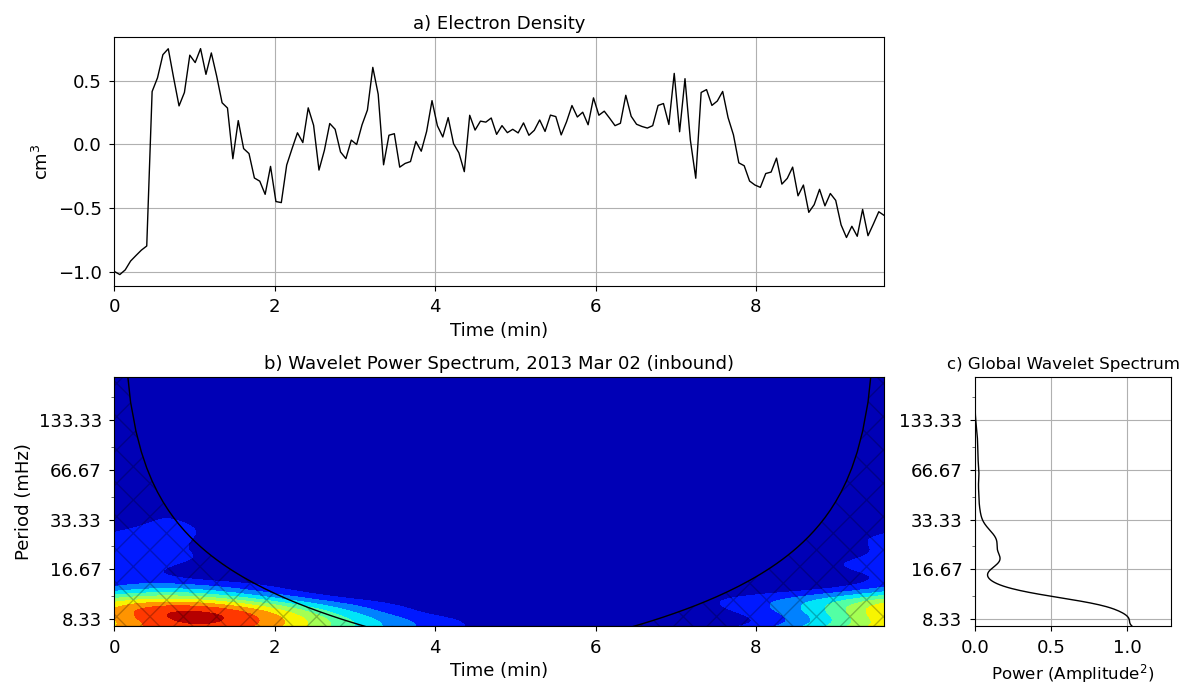 a) Electron Density
0.5
0.0
−0.5
−1.0
cm³
0 2 4 6 8
Time (min)
b) Wavelet Power Spectrum, 2013 Mar 02 (inbound)
133.33
66.67
33.33
16.67
8.33
Period (mHz)
0 2 4 6 8
Time (min)
c) Global Wavelet Spectrum
133.33
66.67
33.33
16.67
8.33
0.0 0.5 1.0
Power (Amplitude²)